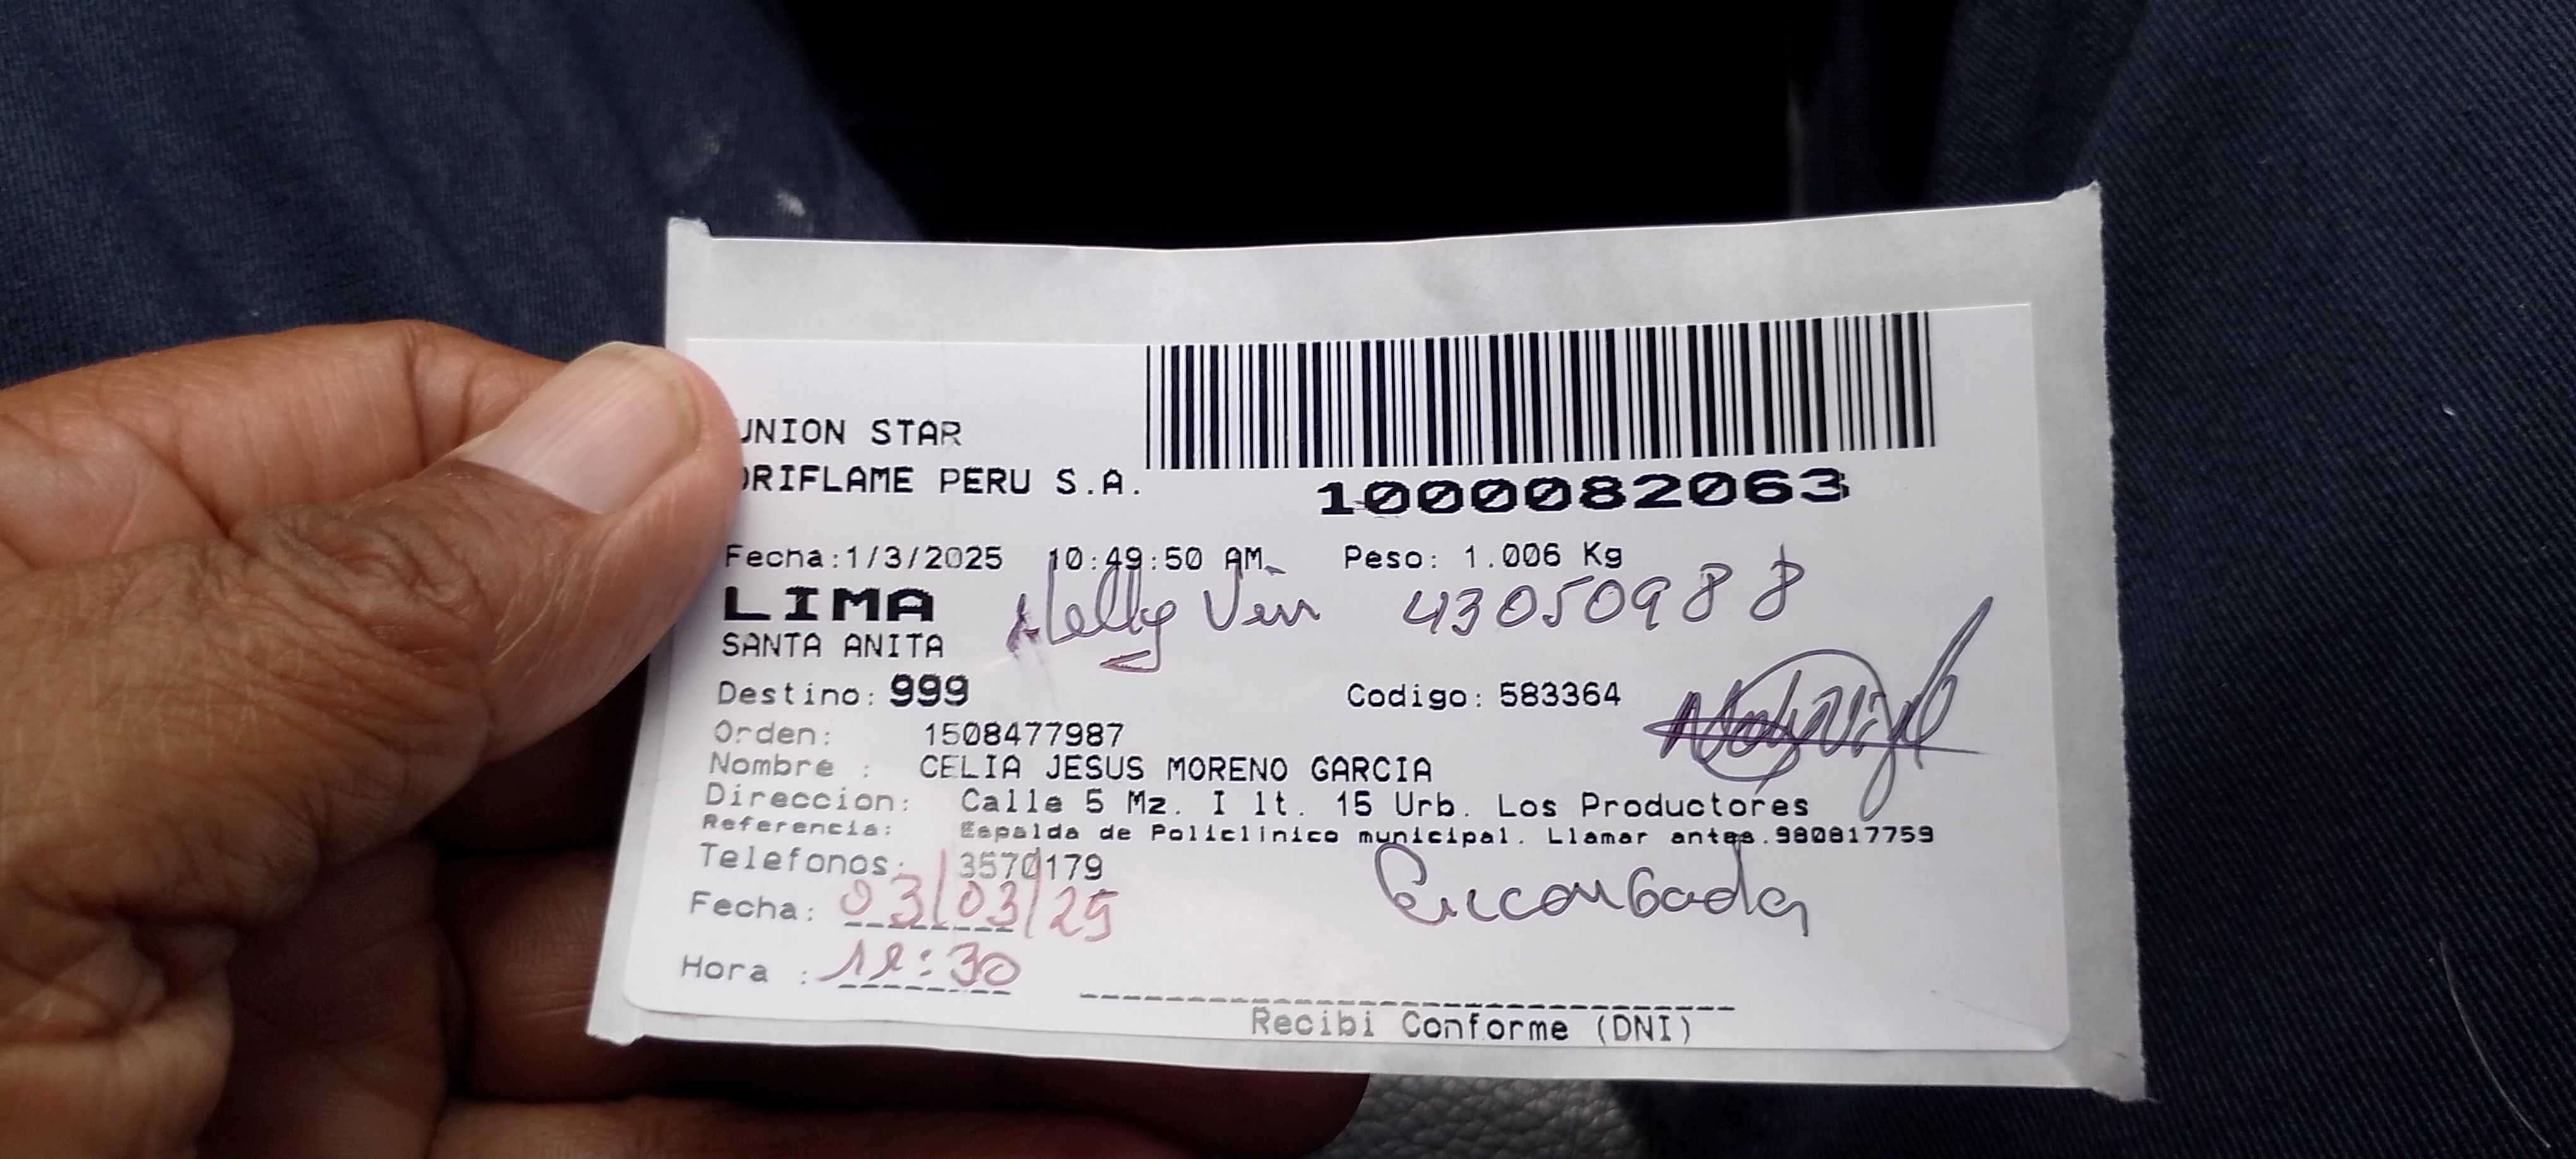 UNION STAR
ORIFLAME PERU S.A.
1000082063
Fecha:1/3/2025 10:49:50 AM Peso: 1.006 Kg
LIMA
Nelly 43050988
SANTA ANITA
Destino: 999 Codigo: 583364
Orden: 1508477987
Nombre : CELIA JESUS MORENO GARCIA
Direccion: Calle 5 Mz. I lt. 15 Urb. Los Productores
Referencia: Espalda de Policlinico municipal. Llamar antes.980817759
Telefonos: 3570179
Fecha: 03/03/25
Encargada
Hora : 12:30
Recibi Conforme (DNI)